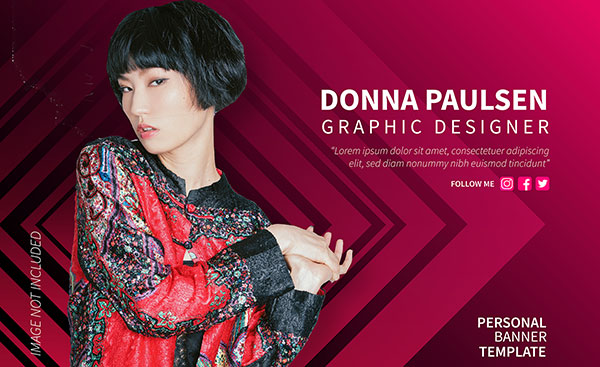 DONNA PAULSEN
GRAPHIC DESIGNER
“Lorem ipsum dolor sit amet, consectetuer adipiscing
elit, sed diam nonummy nibh euismod tincidunt”
FOLLOW ME
IMAGE NOT INCLUDED
PERSONAL
BANNER
TEMPLATE